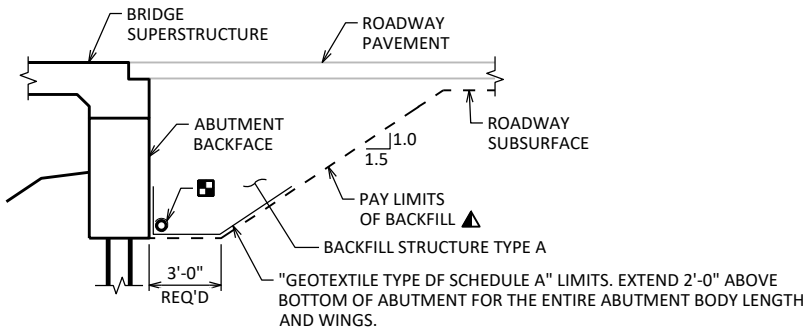 BRIDGE
SUPERSTRUCTURE
ROADWAY
PAVEMENT
ABUTMENT
BACKFACE
1.0
1.5
ROADWAY
SUBSURFACE
PAY LIMITS
OF BACKFILL
BACKFILL STRUCTURE TYPE A
3'-0"
REQ'D
"GEOTEXTILE TYPE DF SCHEDULE A" LIMITS. EXTEND 2'-0" ABOVE
BOTTOM OF ABUTMENT FOR THE ENTIRE ABUTMENT BODY LENGTH
AND WINGS.